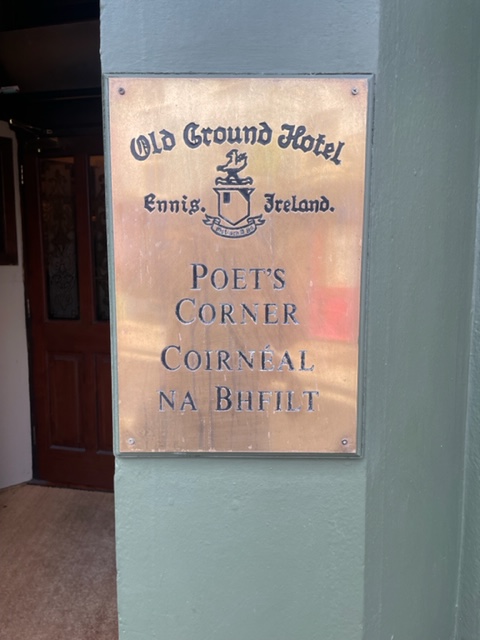 Old Ground Hotel
Ennis. Ireland.
POET'S
CORNER
COIRNÉAL
NA BHFILT